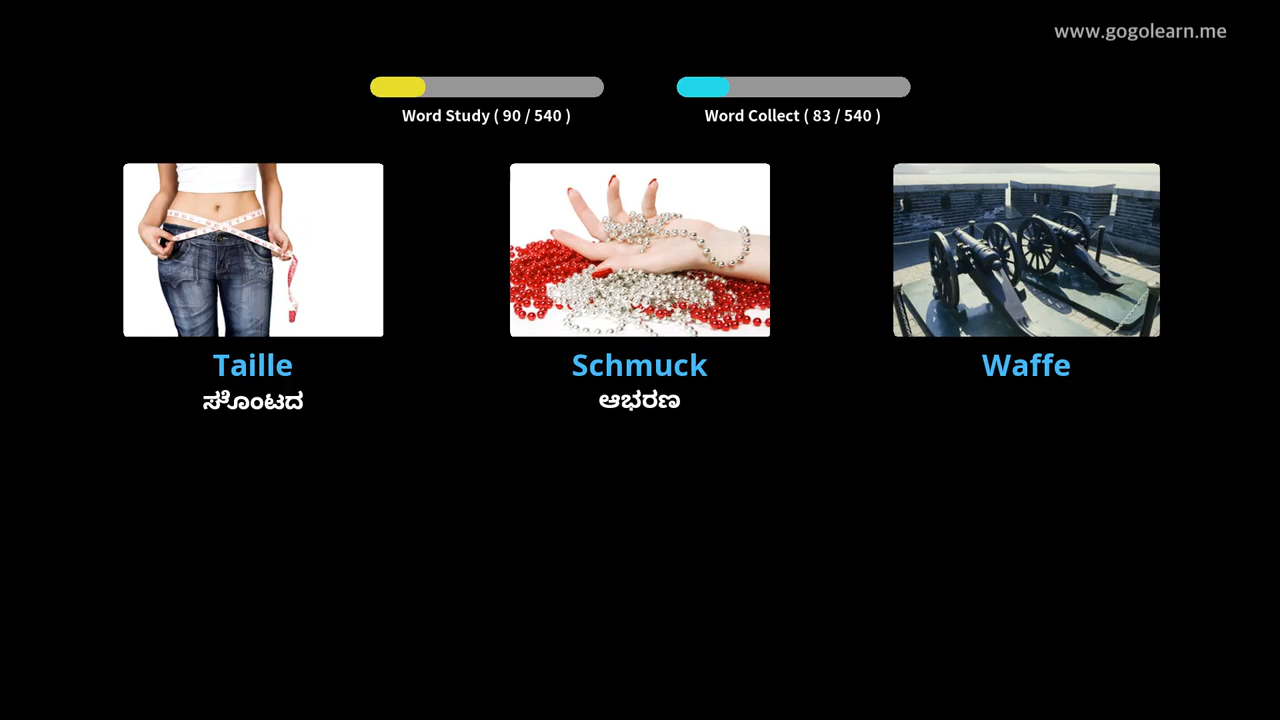 www.gogolearn.me
Word Study ( 90 / 540 )
Word Collect ( 83 / 540 )
Taille
Schmuck
Waffe
ಸೊಂಟದ
ಆಭರಣ